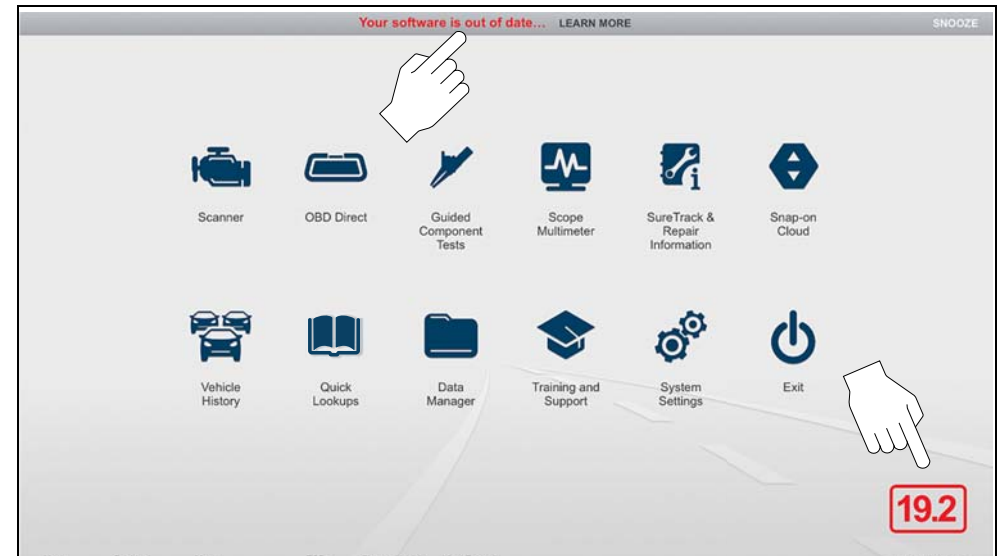 Your software is out of date... LEARN MORE SNOOZE
Scanner
OBD Direct
Guided
Component
Tests
Scope
Multimeter
SureTrack &
Repair
Information
Snap-on
Cloud
Vehicle
History
Quick
Lookups
Data
Manager
Training and
Support
System
Settings
Exit
19.2